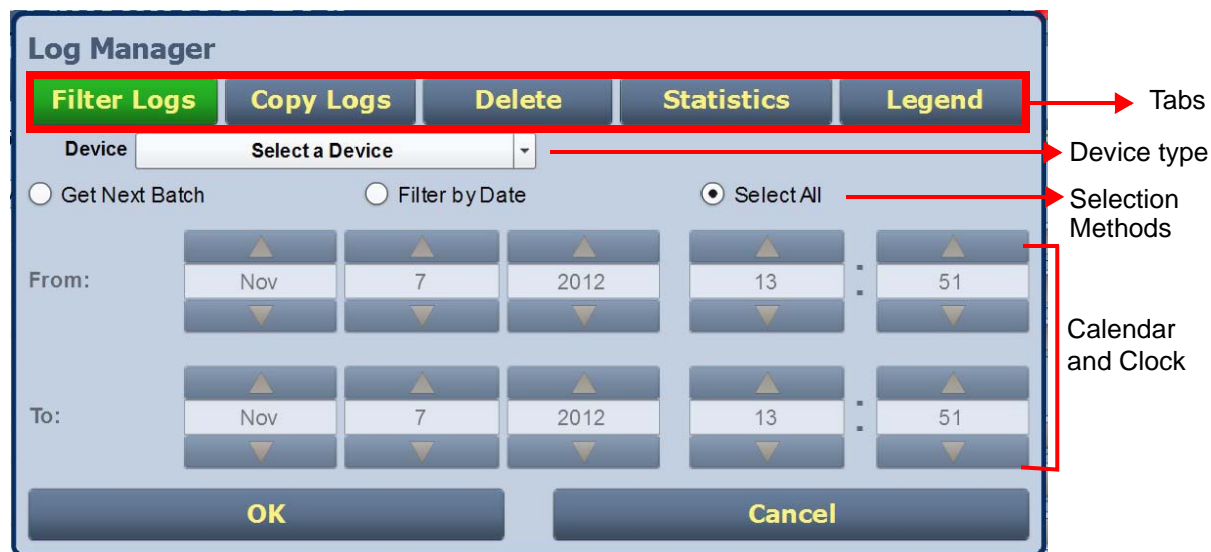 Log Manager
Filter Logs Copy Logs Delete Statistics Legend
Tabs
Device Select a Device
Device type
Get Next Batch Filter by Date Select All
Selection
Methods
From: Nov 7 2012 13 : 51
Calendar
and Clock
To: Nov 7 2012 13 : 51
OK Cancel